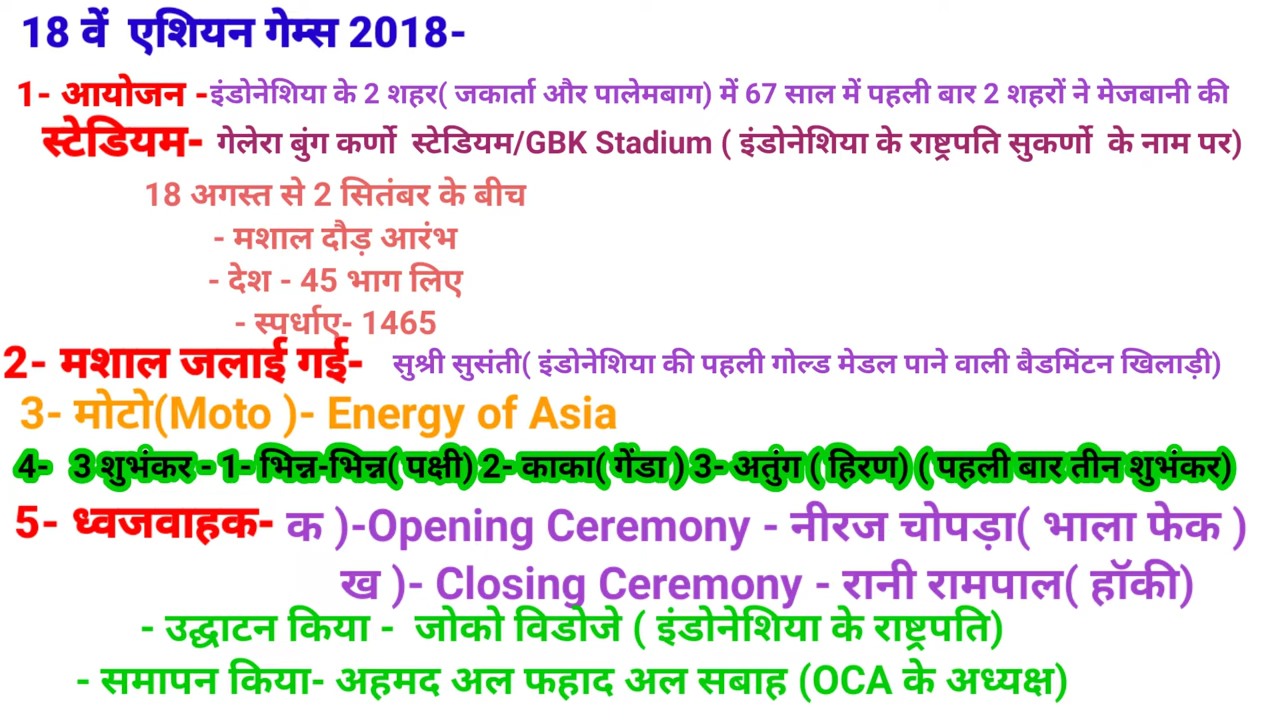 18 वें एशियन गेम्स 2018-
1- आयोजन -इंडोनेशिया के 2 शहर( जकार्ता और पालेमबाग) में 67 साल में पहली बार 2 शहरों ने मेजबानी की
स्टेडियम- गेलेरा बुंग कर्णो स्टेडियम/GBK Stadium ( इंडोनेशिया के राष्ट्रपति सुकर्णो के नाम पर)
18 अगस्त से 2 सितंबर के बीच
- मशाल दौड़ आरंभ
- देश - 45 भाग लिए
- स्पर्धाए- 1465
2- मशाल जलाई गई- सुश्री सुसंती( इंडोनेशिया की पहली गोल्ड मेडल पाने वाली बैडमिंटन खिलाड़ी)
3- मोटो(Moto )- Energy of Asia
4- 3 शुभंकर - 1- भिन्न-भिन्न( पक्षी) 2- काका( गेंडा ) 3- अतुंग ( हिरण) ( पहली बार तीन शुभंकर)
5- ध्वजवाहक- क )-Opening Ceremony - नीरज चोपड़ा( भाला फेक )
ख )- Closing Ceremony - रानी रामपाल( हॉकी)
- उद्घाटन किया - जोको विडोजे ( इंडोनेशिया के राष्ट्रपति)
- समापन किया- अहमद अल फहाद अल सबाह (OCA के अध्यक्ष)